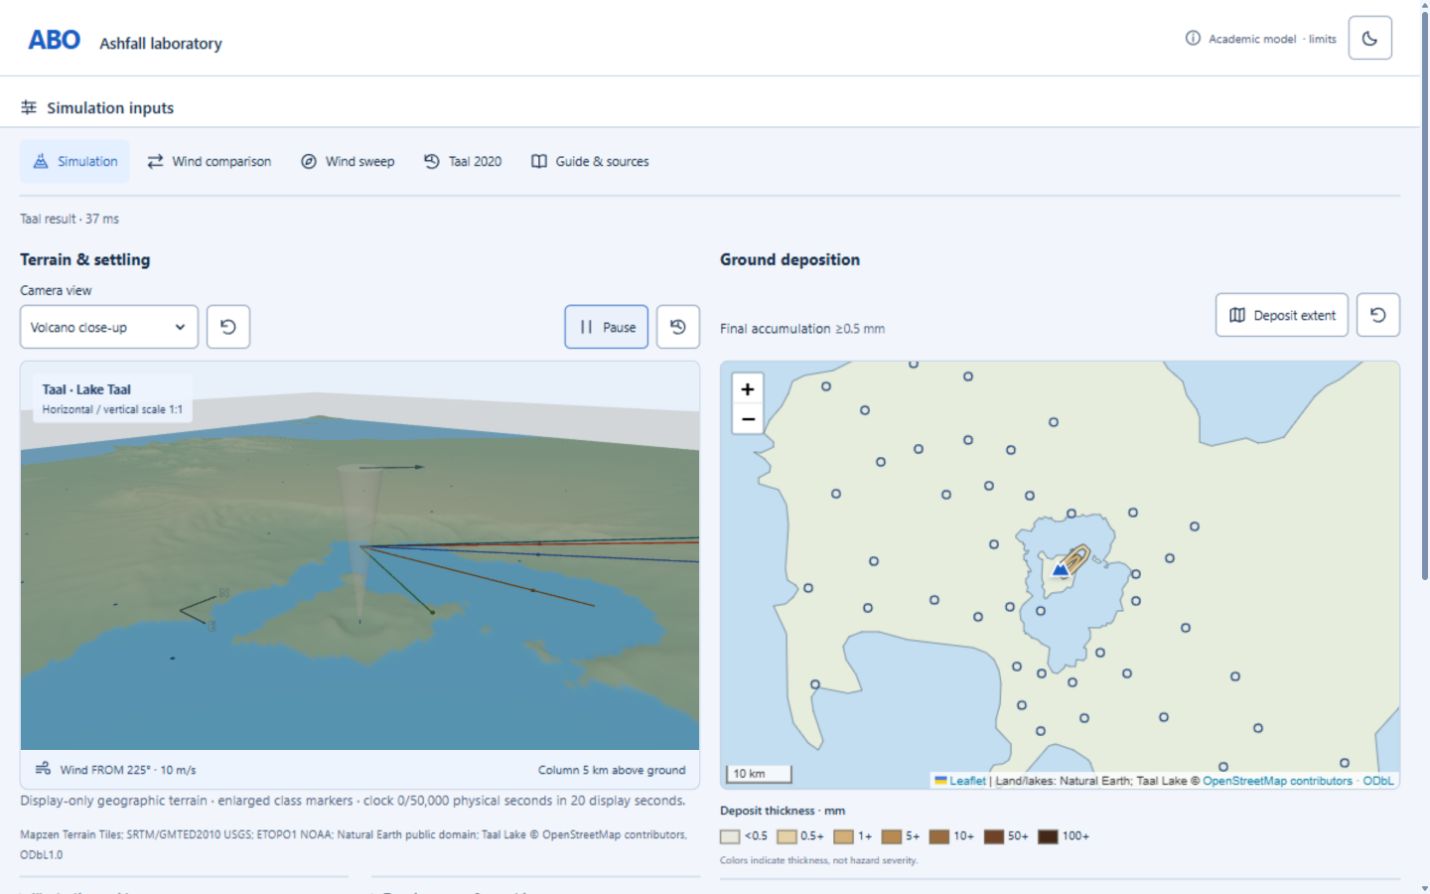 ABO Ashfall laboratory
Academic model · limits
Simulation inputs
Simulation
Wind comparison
Wind sweep
Taal 2020
Guide & sources
Taal result · 37 ms
Terrain & settling
Camera view
Volcano close-up
Pause
Taal · Lake Taal
Horizontal / vertical scale 1:1
Wind FROM 225° · 10 m/s
Column 5 km above ground
Display-only geographic terrain · enlarged class markers · clock 0/50,000 physical seconds in 20 display seconds.
Mapzen Terrain Tiles; SRTM/GMTED2010 USGS; ETOPO1 NOAA; Natural Earth public domain; Taal Lake © OpenStreetMap contributors,
ODbL1.0
Ground deposition
Final accumulation ≥0.5 mm
Deposit extent
+
−
10 km
Leaflet | Land/lakes: Natural Earth; Taal Lake © OpenStreetMap contributors · ODbL
Deposit thickness · mm
<0.5 0.5+ 1+ 5+ 10+ 50+ 100+
Colors indicate thickness, not hazard severity.